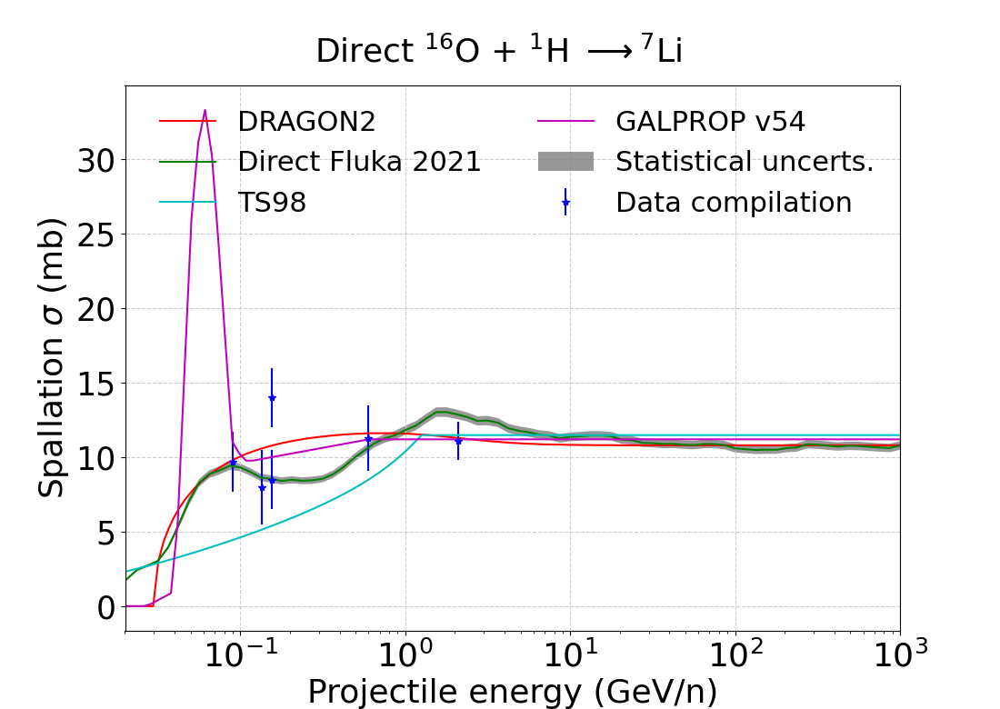 Direct ¹⁶O + ¹H ⟶ ⁷Li
DRAGON2
Direct Fluka 2021
TS98
GALPROP v54
Statistical uncerts.
Data compilation
Spallation σ (mb)
30
25
20
15
10
5
0
10⁻¹ 10⁰ 10¹ 10² 10³
Projectile energy (GeV/n)